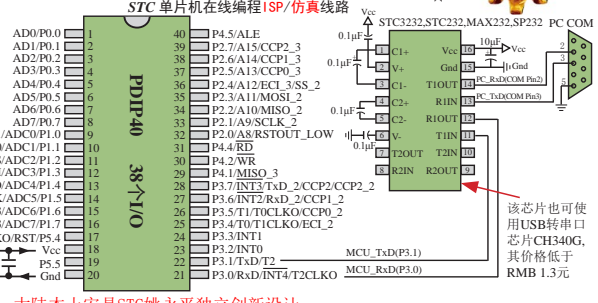 STC 单片机在线编程ISP/仿真线路
AD0/P0.0 1
AD1/P0.1 2
AD2/P0.2 3
AD3/P0.3 4
AD4/P0.4 5
AD5/P0.5 6
AD6/P0.6 7
AD7/P0.7 8
/ADC0/P1.0 9
/ADC1/P1.1 10
/ADC2/P1.2 11
/ADC3/P1.3 12
/ADC4/P1.4 13
/ADC5/P1.5 14
/ADC6/P1.6 15
/ADC7/P1.7 16
KO/RST/P5.4 17
Vcc 18
P5.5 19
Gnd 20
PDIP40
38个I/O
40 P4.5/ALE
39 P2.7/A15/CCP2_3
38 P2.6/A14/CCP1_3
37 P2.5/A13/CCP0_3
36 P2.4/A12/ECI_3/SS_2
35 P2.3/A11/MOSI_2
34 P2.2/A10/MISO_2
33 P2.1/A9/SCLK_2
32 P2.0/A8/RSTOUT_LOW
31 P4.4/RD
30 P4.2/WR
29 P4.1/MISO_3
28 P3.7/INT3/TxD_2/CCP2/CCP2_2
27 P3.6/INT2/RxD_2/CCP1_2
26 P3.5/T1/T0CLKO/CCP0_2
25 P3.4/T0/T1CLKO/ECI_2
24 P3.3/INT1
23 P3.2/INT0
22 P3.1/TxD/T2
21 P3.0/RxD/INT4/T2CLKO
MCU_TxD(P3.1)
MCU_RxD(P3.0)
Vcc
STC3232,STC232,MAX232,SP232
PC COM
0.1μF
0.1μF
0.1μF
0.1μF
10μF
Vcc
Gnd
1 C1+ Vcc 16
2 V+ Gnd 15
3 C1- T1OUT 14
4 C2+ R1IN 13
5 C2- R1OUT 12
6 V- T1IN 11
7 T2OUT T2IN 10
8 R2IN R2OUT 9
PC_RxD(COM Pin2)
PC_TxD(COM Pin3)
2
3
5
该芯片也可使
用USB转串口
芯片CH340G,
其价格低于
RMB 1.3元